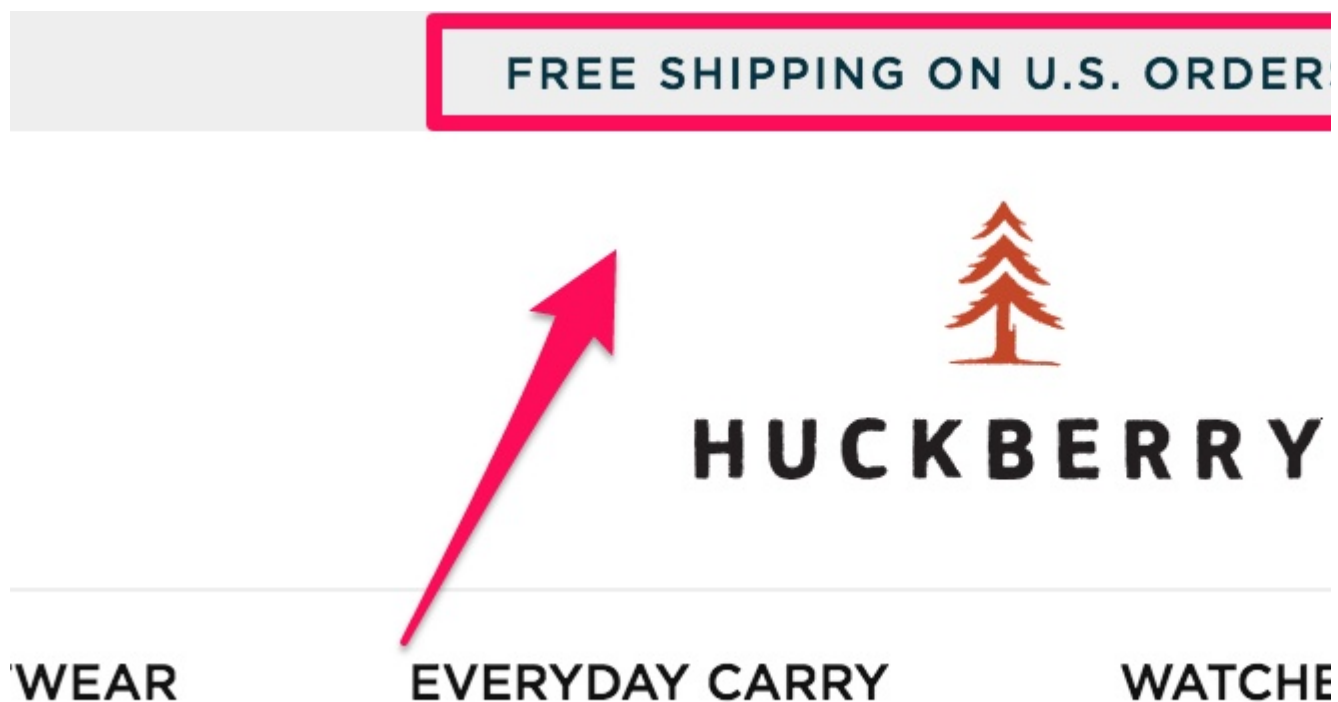 FREE SHIPPING ON U.S. ORDERS
HUCKBERRY
WEAR EVERYDAY CARRY WATCHE